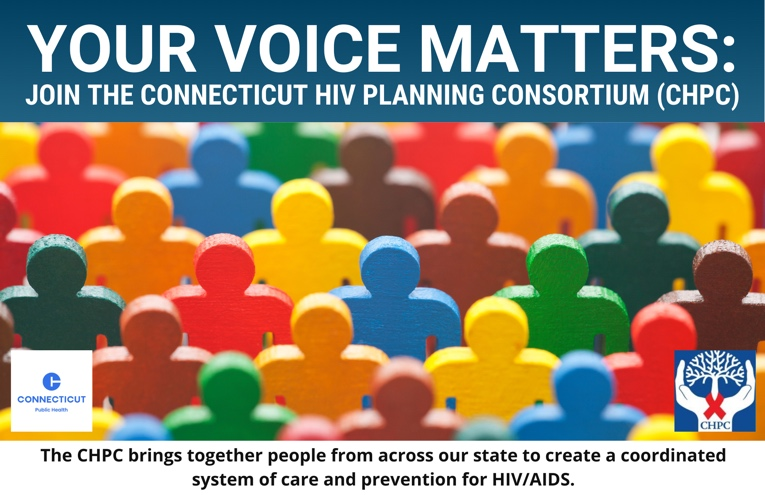 YOUR VOICE MATTERS:
JOIN THE CONNECTICUT HIV PLANNING CONSORTIUM (CHPC)
CONNECTICUT
Public Health
CHPC
The CHPC brings together people from across our state to create a coordinated
system of care and prevention for HIV/AIDS.